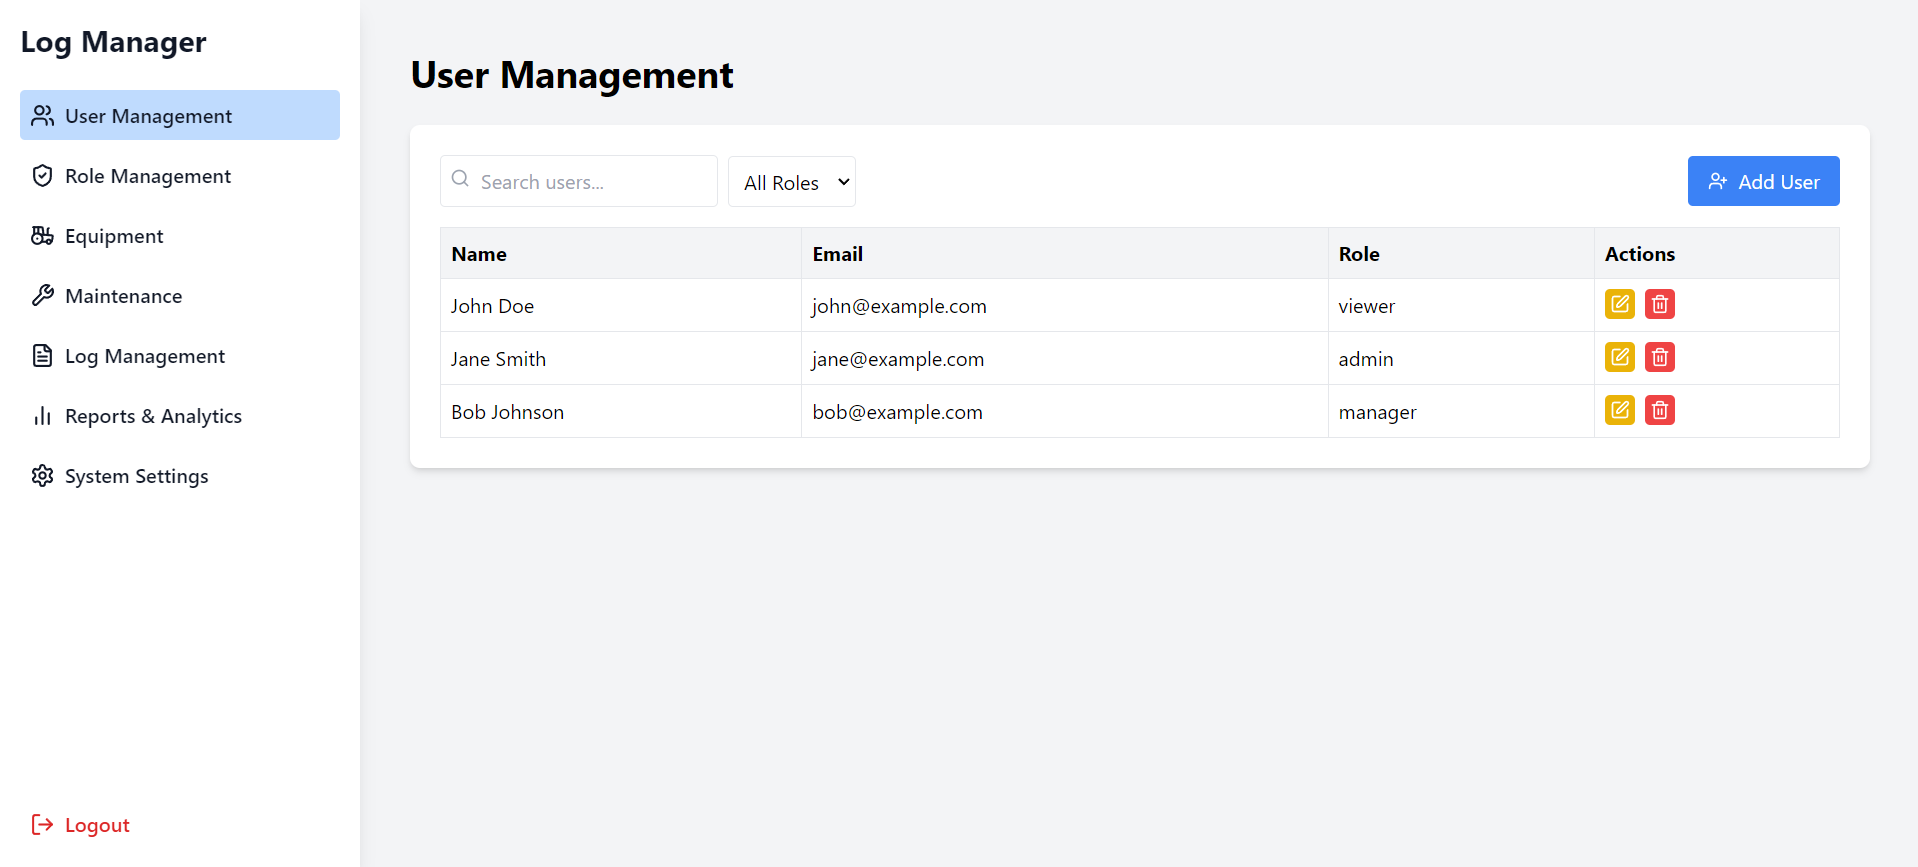 Log Manager
User Management
Role Management
Equipment
Maintenance
Log Management
Reports & Analytics
System Settings
Logout
User Management
Search users...
All Roles
Add User
Name Email Role Actions
John Doe john@example.com viewer
Jane Smith jane@example.com admin
Bob Johnson bob@example.com manager